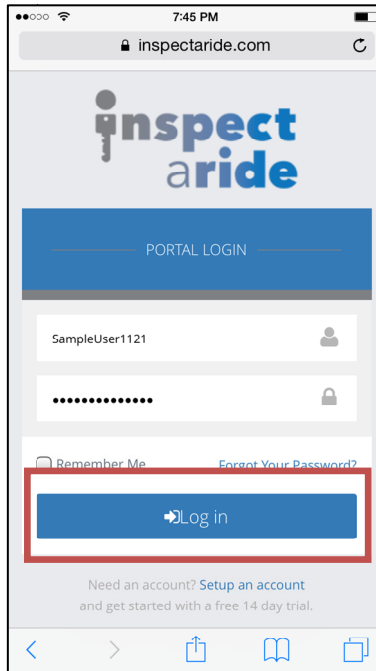 7:45 PM
inspectaride.com
inspect
aride
PORTAL LOGIN
SampleUser1121
••••••••••••••
Remember Me Forgot Your Password?
Log in
Need an account? Setup an account
and get started with a free 14 day trial.